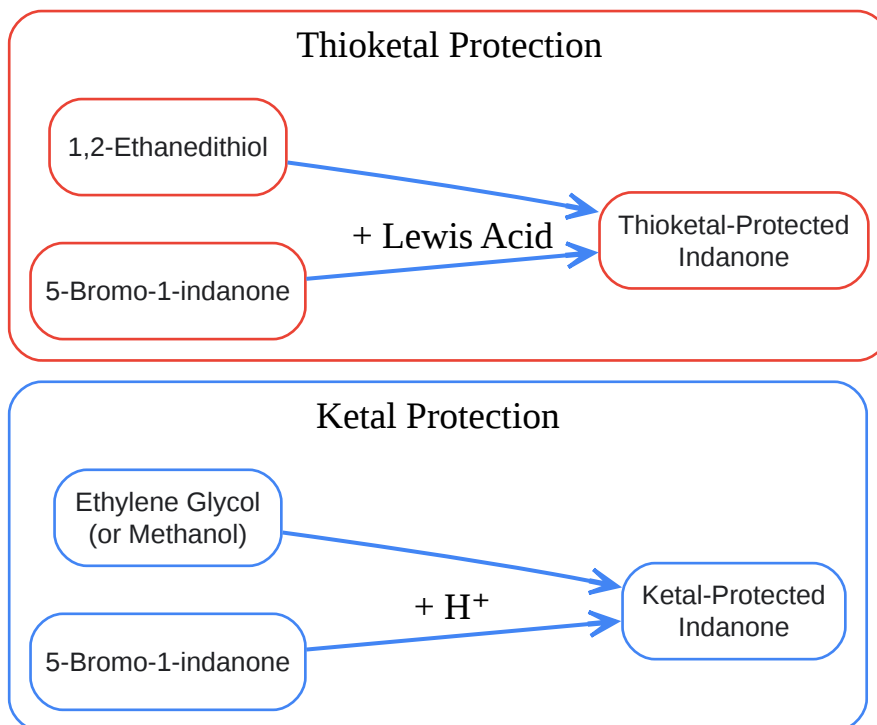 Thioketal Protection
1,2-Ethanedithiol
+ Lewis Acid
Thioketal-Protected
Indanone
5-Bromo-1-indanone
Ketal Protection
Ethylene Glycol
(or Methanol)
+ H⁺
Ketal-Protected
Indanone
5-Bromo-1-indanone